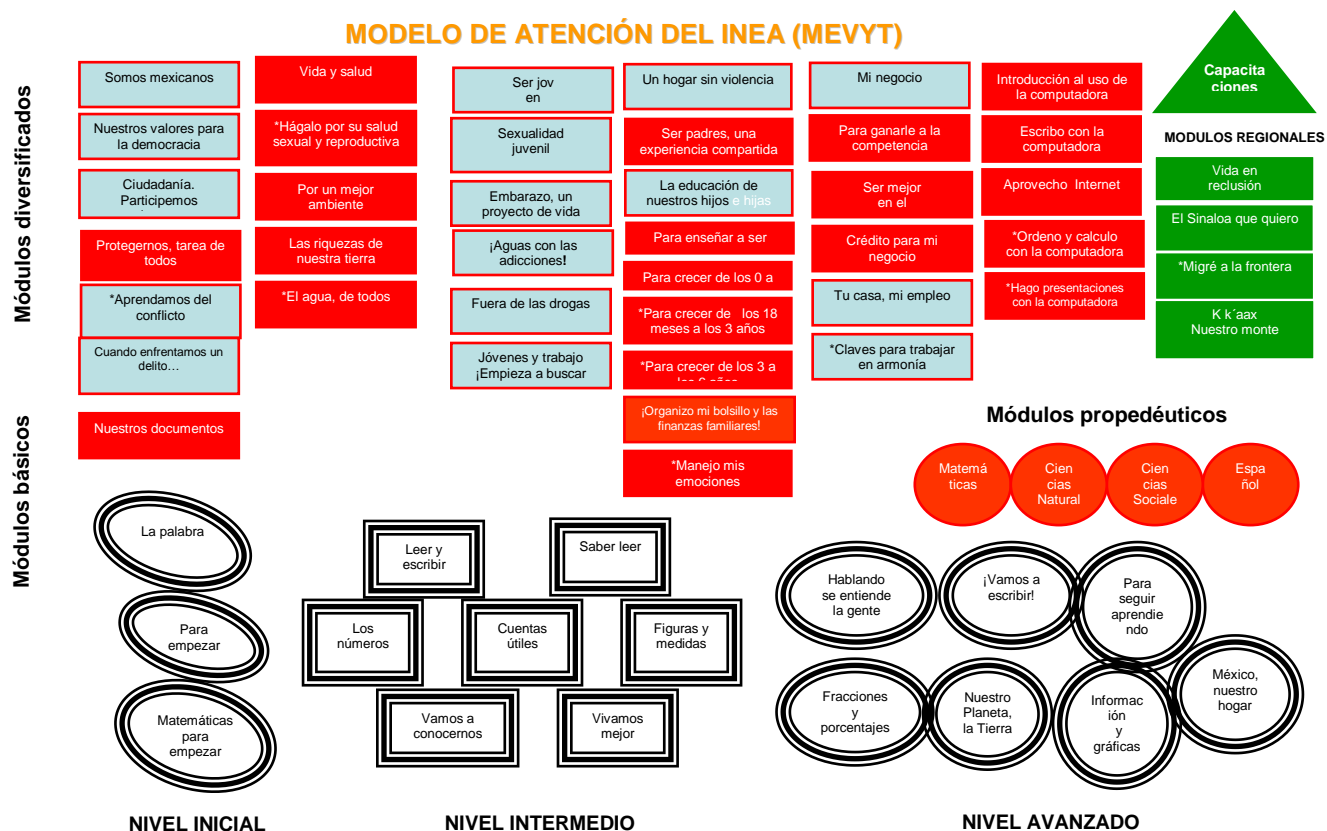 MODELO DE ATENCIÓN DEL INEA (MEVYT)
Módulos diversificados
Somos mexicanos
Nuestros valores para
la democracia
Ciudadanía.
Participemos
Protegernos, tarea de
todos
*Aprendamos del
conflicto
Cuando enfrentamos un
delito…
Nuestros documentos
Vida y salud
*Hágalo por su salud
sexual y reproductiva
Por un mejor
ambiente
Las riquezas de
nuestra tierra
*El agua, de todos
Ser jov
en
Sexualidad
juvenil
Embarazo, un
proyecto de vida
¡Aguas con las
adicciones!
Fuera de las drogas
Jóvenes y trabajo
¡Empieza a buscar
Un hogar sin violencia
Ser padres, una
experiencia compartida
La educación de
nuestros hijos e hijas
Para enseñar a ser
Para crecer de los 0 a
*Para crecer de los 18
meses a los 3 años
*Para crecer de los 3 a
los 6 años
¡Organizo mi bolsillo y las
finanzas familiares!
*Manejo mis
emociones
Mi negocio
Para ganarle a la
competencia
Ser mejor
en el
Crédito para mi
negocio
Tu casa, mi empleo
*Claves para trabajar
en armonía
Introducción al uso de
la computadora
Escribo con la
computadora
Aprovecho Internet
*Ordeno y calculo
con la computadora
*Hago presentaciones
con la computadora
Capacita
ciones
MODULOS REGIONALES
Vida en
reclusión
El Sinaloa que quiero
*Migré a la frontera
K k´aax
Nuestro monte
Módulos propedéuticos
Matemá
ticas
Cien
cias
Natural
Cien
cias
Sociale
Espa
ñol
Módulos básicos
La palabra
Para
empezar
Matemáticas
para
empezar
Leer y
escribir
Saber leer
Los
números
Cuentas
útiles
Figuras y
medidas
Vamos a
conocernos
Vivamos
mejor
Hablando
se entiende
la gente
¡Vamos a
escribir!
Para
seguir
aprendie
ndo
Fracciones
y
porcentajes
Nuestro
Planeta,
la Tierra
Informac
ión
y
gráficas
México,
nuestro
hogar
NIVEL INICIAL
NIVEL INTERMEDIO
NIVEL AVANZADO